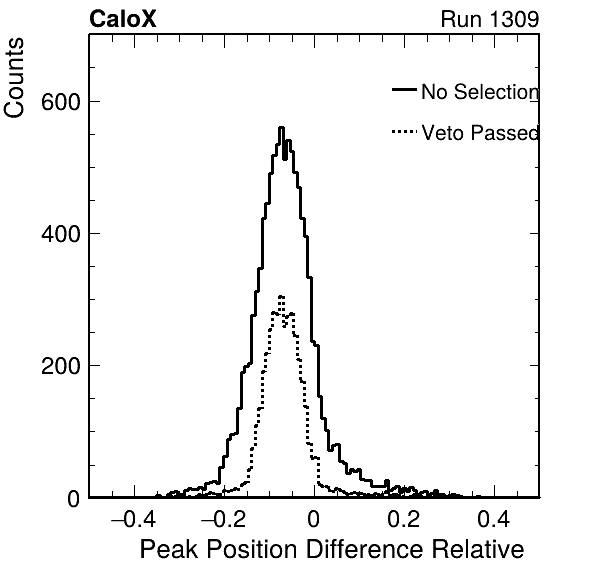 CaloX Run 1309
Counts
600
400
200
0
No Selection
Veto Passed
−0.4 −0.2 0 0.2 0.4
Peak Position Difference Relative